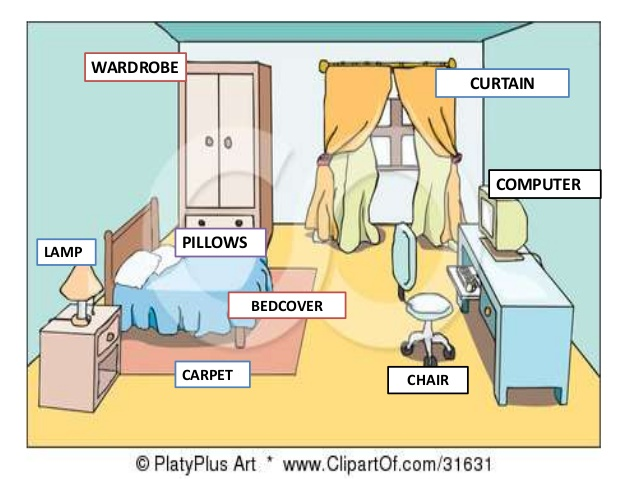 WARDROBE
CURTAIN
COMPUTER
PILLOWS
LAMP
BEDCOVER
CARPET
CHAIR
© PlatyPlus Art * www.ClipartOf.com/31631